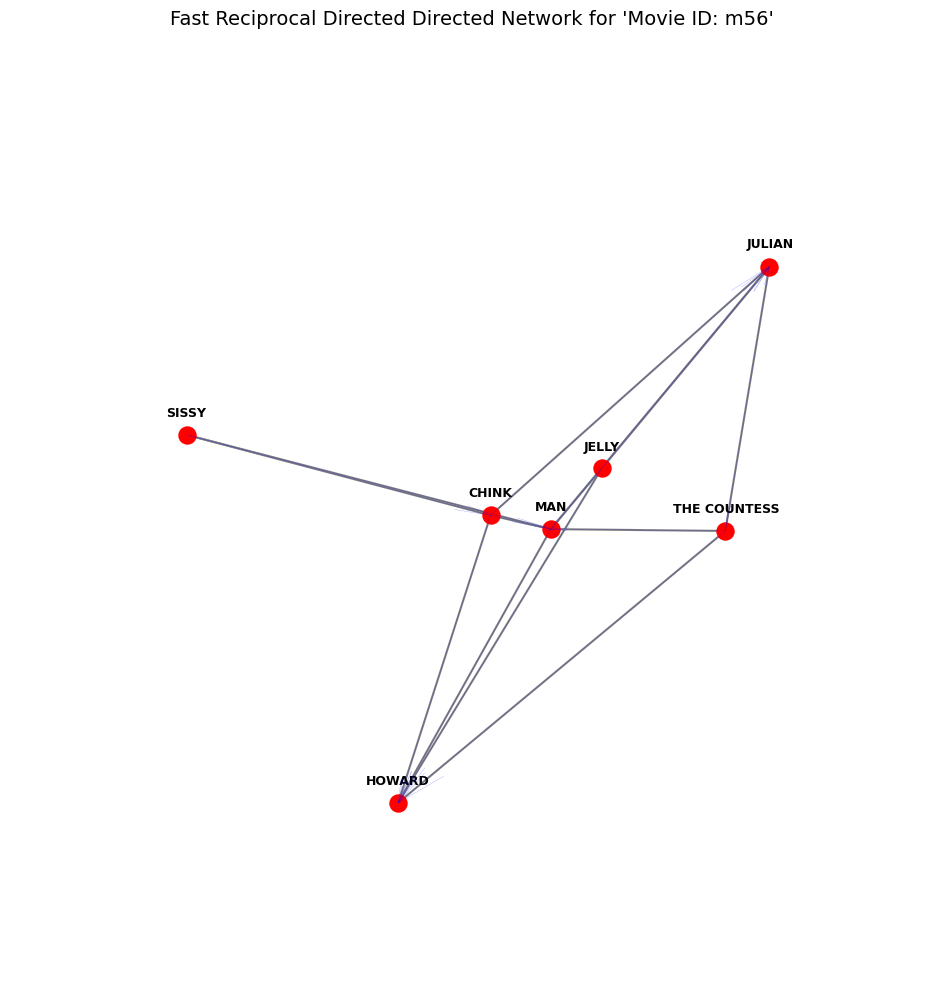 Fast Reciprocal Directed Directed Network for 'Movie ID: m56'
JULIAN
SISSY
JELLY
CHINK
MAN
THE COUNTESS
HOWARD